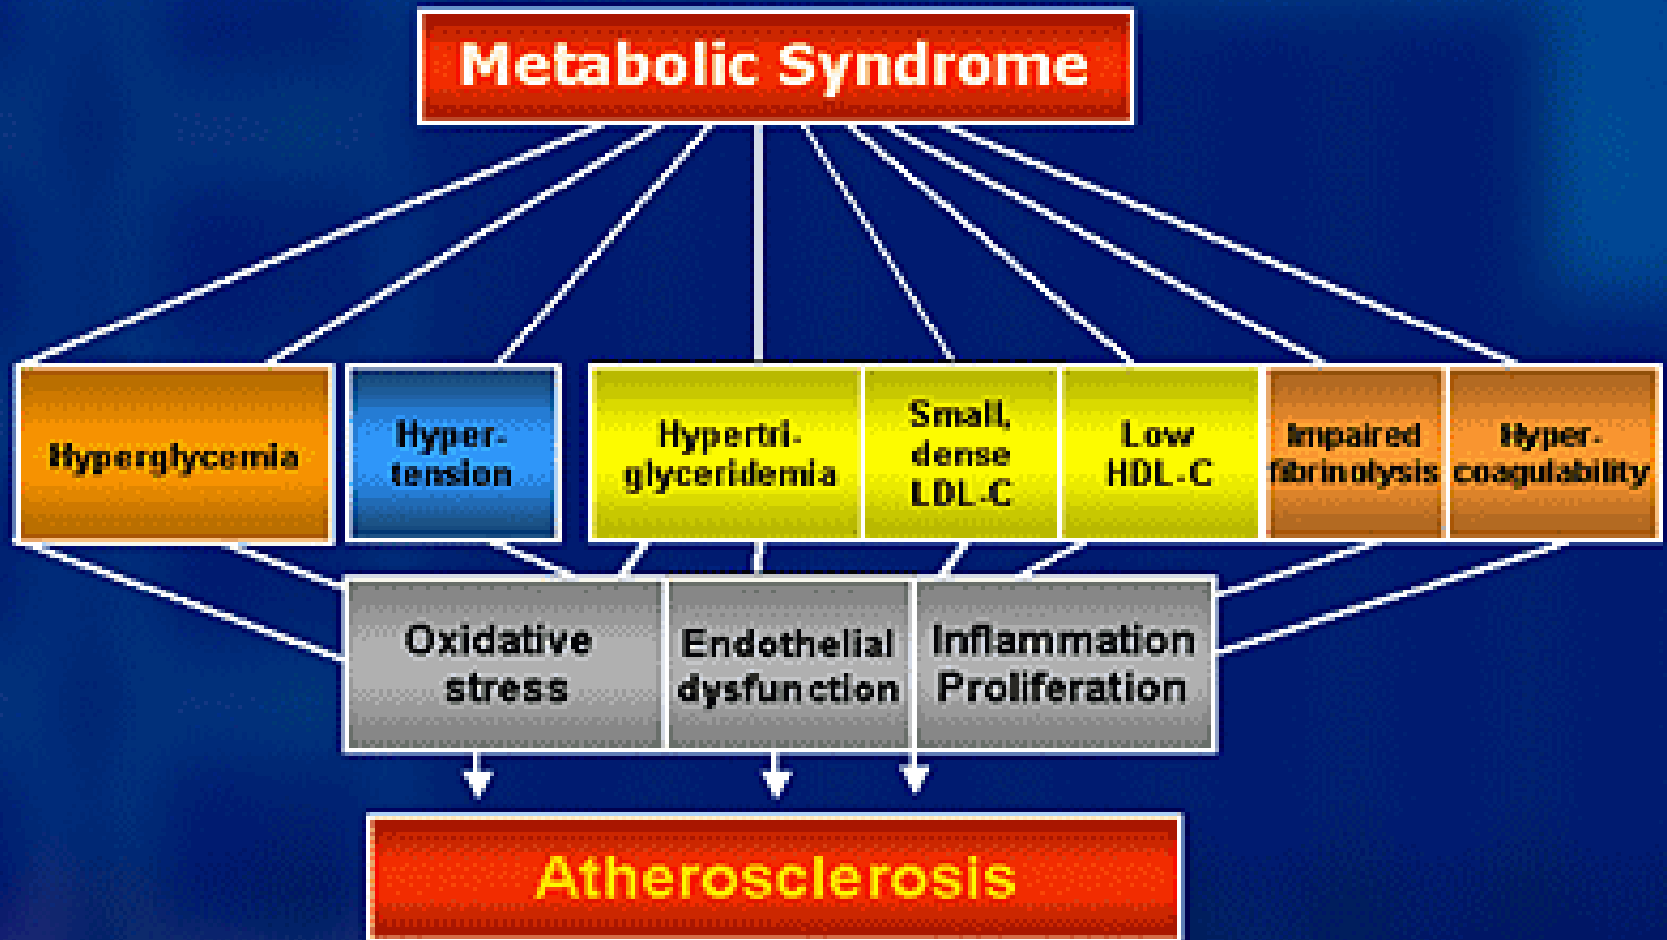 Metabolic Syndrome
Hyperglycemia
Hyper-
tension
Hypertri-
glyceridemia
Small,
dense
LDL-C
Low
HDL-C
Impaired
fibrinolysis
Hyper-
coagulability
Oxidative
stress
Endothelial
dysfunction
Inflammation
Proliferation
Atherosclerosis